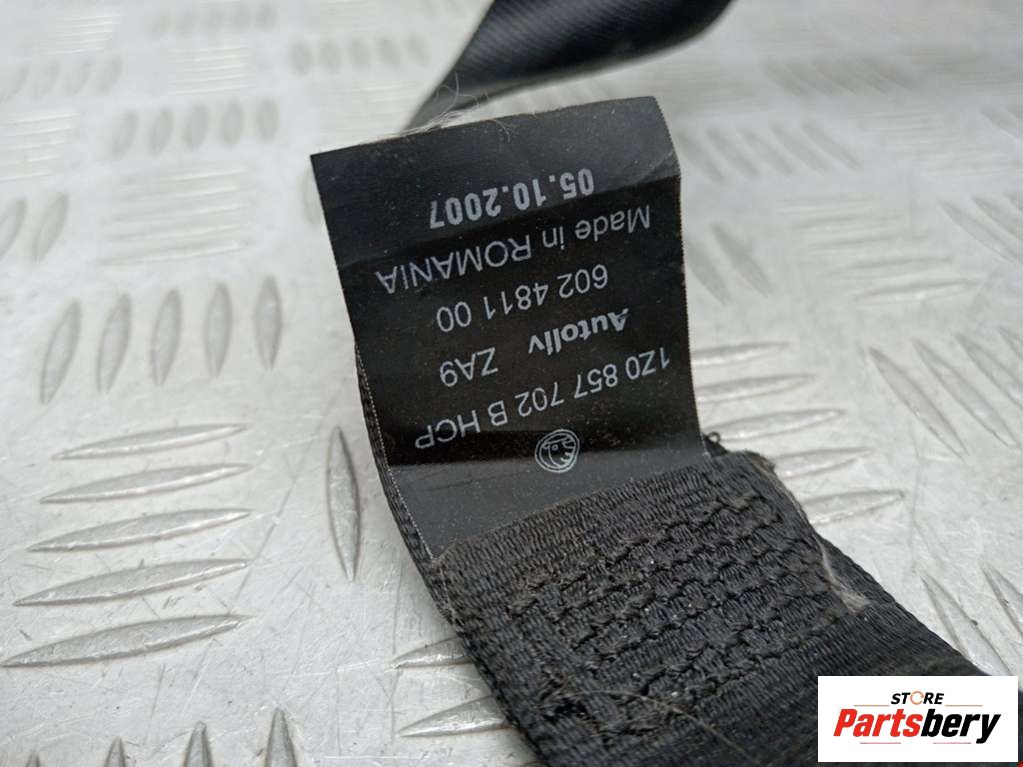 1Z0 857 702 B HCP
Autoliv ZA9
602 4811 00
Made in ROMANIA
05.10.2007
STORE
Partsbery